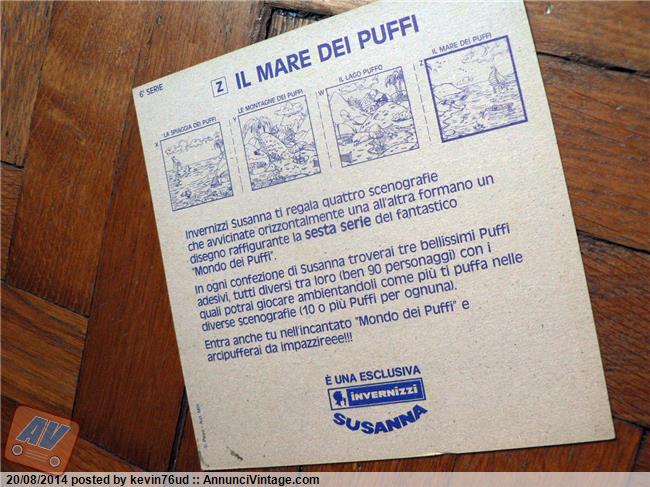 6ª SERIE
Z IL MARE DEI PUFFI
X LA SPIAGGIA DEI PUFFI
Y LE MONTAGNE DEI PUFFI
W IL LAGO PUFFO
Z IL MARE DEI PUFFI
Invernizzi Susanna ti regala quattro scenografie
che avvicinate orizzontalmente una all'altra formano un
disegno raffigurante la sesta serie del fantastico
"Mondo dei Puffi".
In ogni confezione di Susanna troverai tre bellissimi Puffi
adesivi, tutti diversi tra loro (ben 90 personaggi) con i
quali potrai giocare ambientandoli come più ti puffa nelle
diverse scenografie (10 o più Puffi per ognuna).
Entra anche tu nell'incantato "Mondo dei Puffi" e
arcipufferai da impazzireee!!!
È UNA ESCLUSIVA
INVERNIZZI
SUSANNA
© Peyo
AV
20/08/2014 posted by kevin76ud :: AnnunciVintage.com